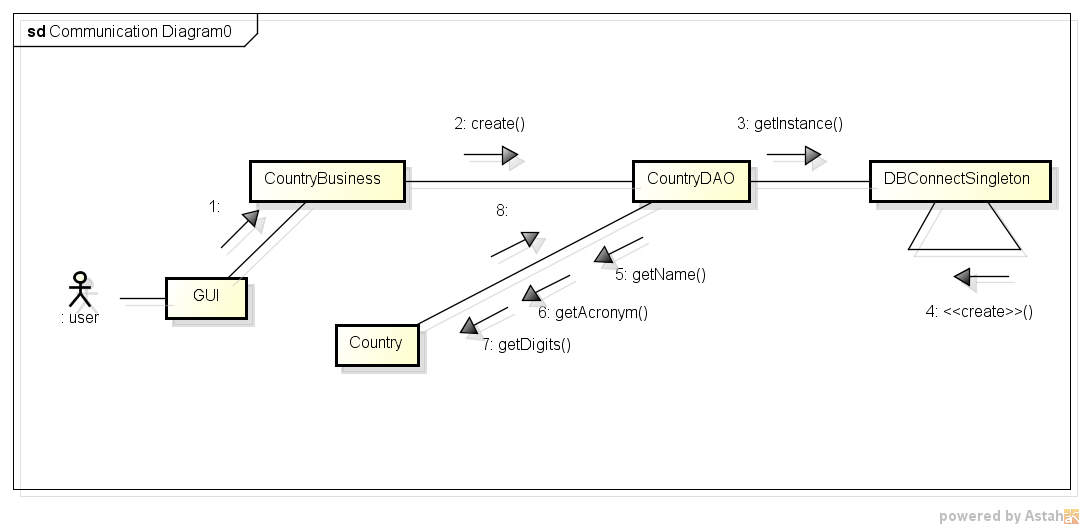 sd Communication Diagram0
2: create()
3: getInstance()
CountryBusiness
CountryDAO
DBConnectSingleton
1:
8:
5: getName()
GUI
6: getAcronym()
4: <<create>>()
: user
Country
7: getDigits()
powered by Astah